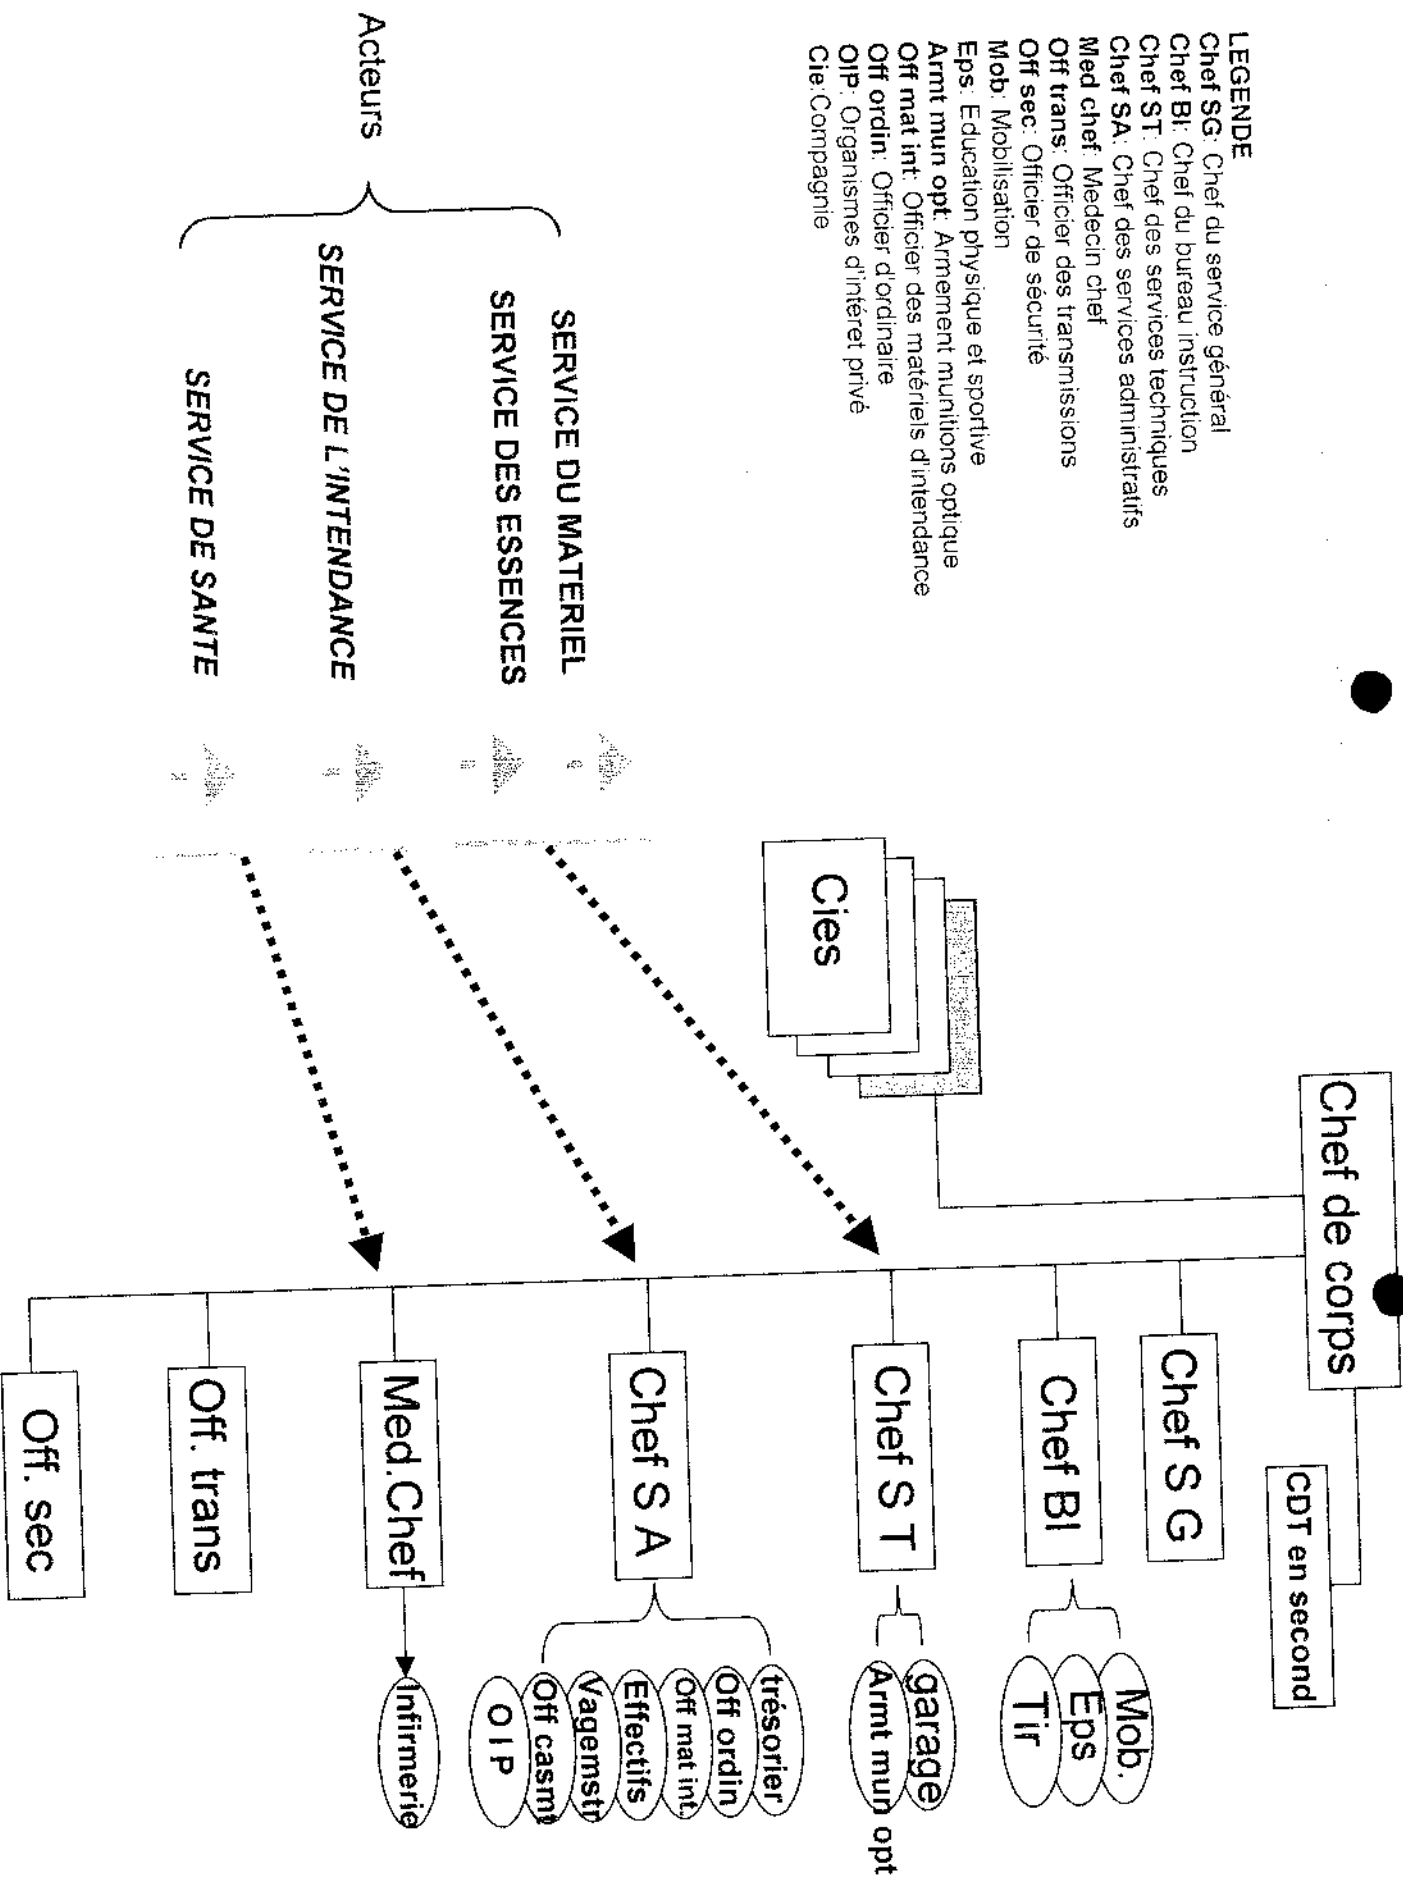 LEGENDE
Chef SG: Chef du service général
Chef BI: Chef du bureau instruction
Chef ST: Chef des services techniques
Chef SA: Chef des services administratifs
Med chef: Medecin chef
Off trans: Officier des transmissions
Off sec: Officier de sécurité
Mob: Mobilisation
Eps: Education physique et sportive
Armt mun opt: Armement munitions optique
Off mat int: Officier des matériels d'intendance
Off ordin: Officier d'ordinaire
OIP: Organismes d'intéret privé
Cie:Compagnie
Chef de corps
CDT en second
Cies
Chef S G
Chef BI
Mob.
Eps
Tir
Chef S T
garage
Armt mun opt
Chef S A
trésorier
Off ordin
Off mat int.
Effectifs
Vagemstr
Off casmt
O I P
Med.Chef
Infirmerie
Off. trans
Off. sec
Acteurs
SERVICE DU MATERIEL
SERVICE DES ESSENCES
SERVICE DE L'INTENDANCE
SERVICE DE SANTE